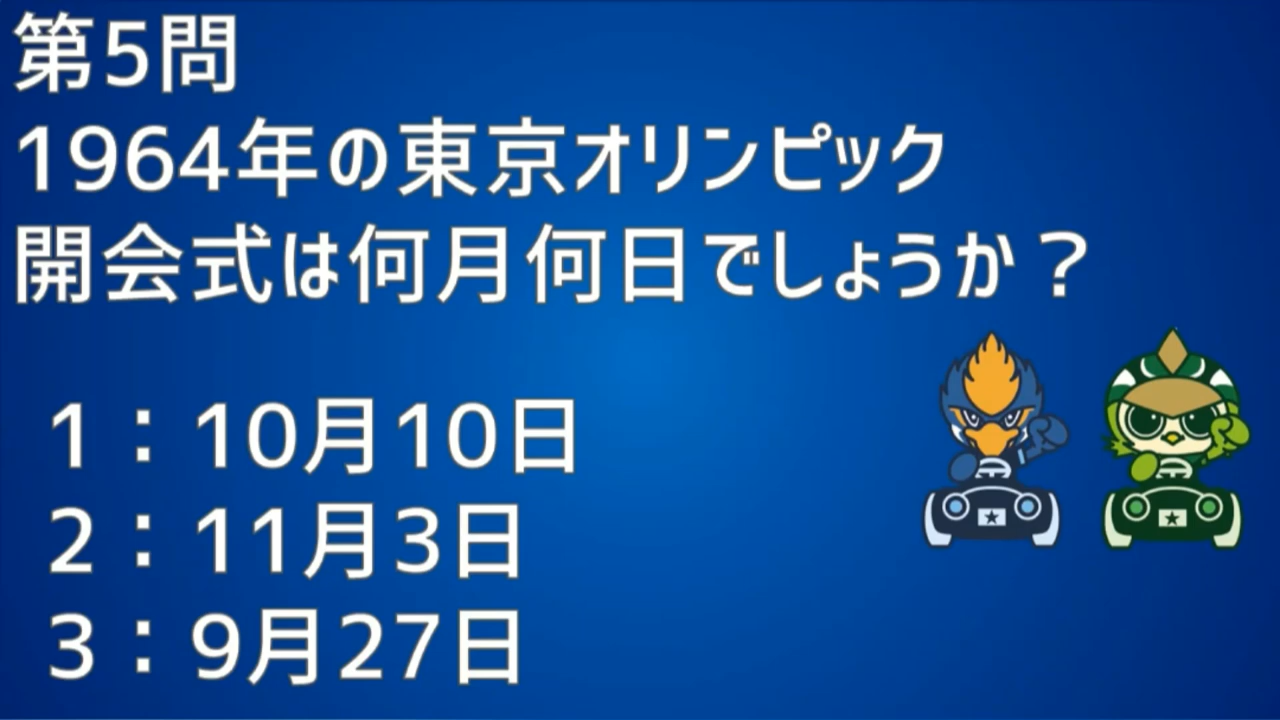 第5問
1964年の東京オリンピック
開会式は何月何日でしょうか？
1：10月10日
2：11月3日
3：9月27日